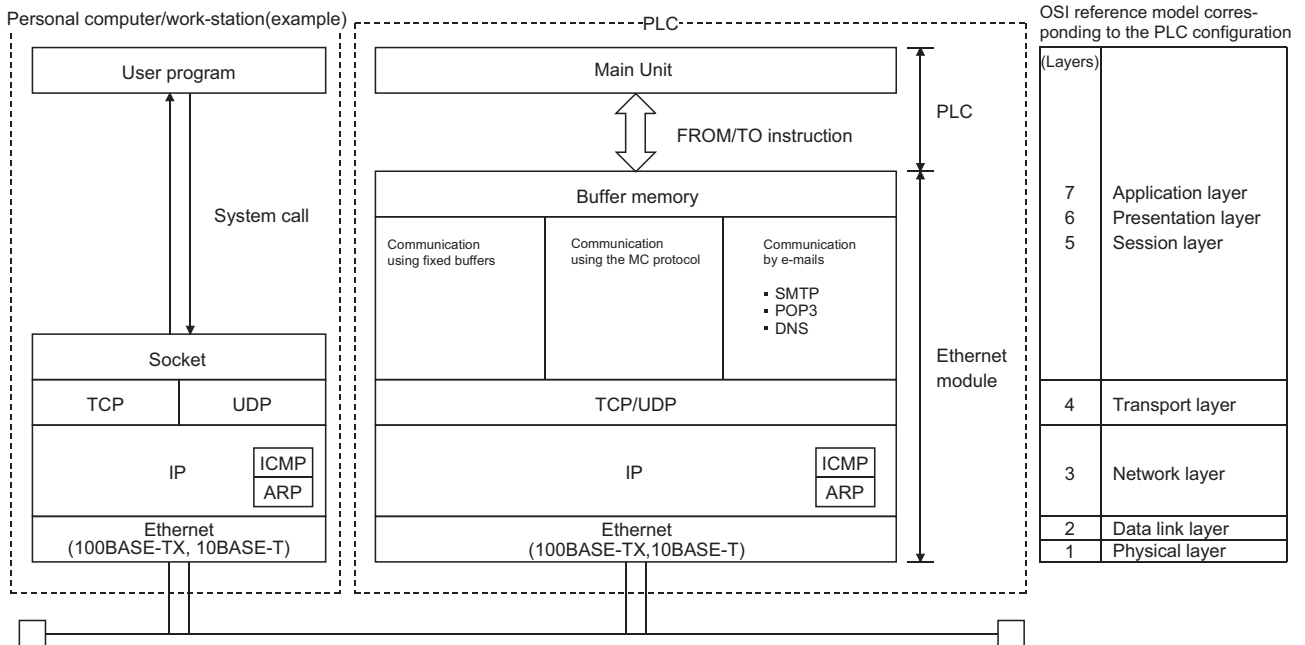 Personal computer/work-station(example)
User program
System call
Socket
TCP
UDP
IP
ICMP
ARP
Ethernet
(100BASE-TX, 10BASE-T)
PLC
Main Unit
FROM/TO instruction
Buffer memory
Communication
using fixed buffers
Communication
using the MC protocol
Communication
by e-mails
▪ SMTP
▪ POP3
▪ DNS
TCP/UDP
IP
ICMP
ARP
Ethernet
(100BASE-TX,10BASE-T)
PLC
Ethernet
module
OSI reference model corres-
ponding to the PLC configuration
(Layers)
7 Application layer
6 Presentation layer
5 Session layer
4 Transport layer
3 Network layer
2 Data link layer
1 Physical layer